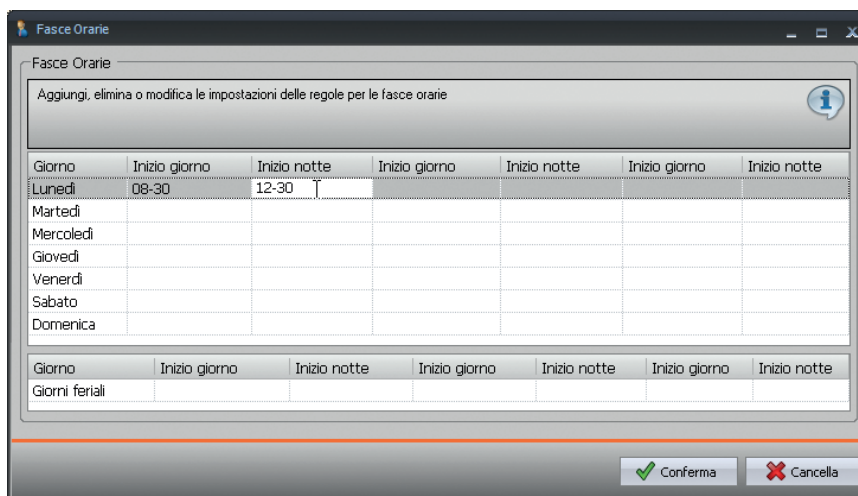 Fasce Orarie
Fasce Orarie
Aggiungi, elimina o modifica le impostazioni delle regole per le fasce orarie
Giorno Inizio giorno Inizio notte Inizio giorno Inizio notte Inizio giorno Inizio notte
Lunedì 08-30 12-30
Martedì
Mercoledì
Giovedì
Venerdì
Sabato
Domenica
Giorno Inizio giorno Inizio notte Inizio giorno Inizio notte Inizio giorno Inizio notte
Giorni feriali
Conferma Cancella